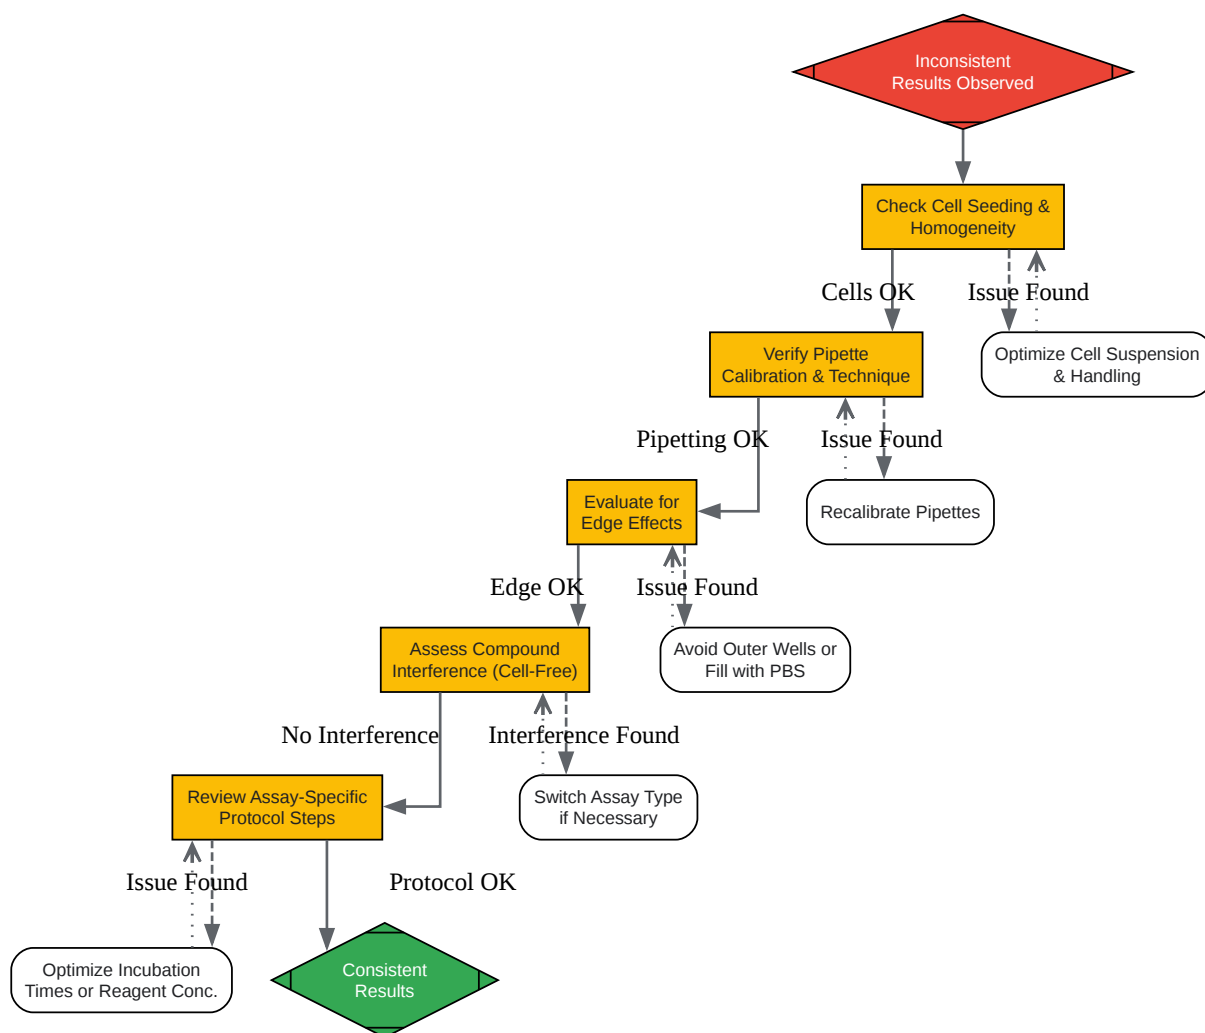 Inconsistent
Results Observed
Check Cell Seeding &
Homogeneity
Cells OK
Issue Found
Verify Pipette
Calibration & Technique
Optimize Cell Suspension
& Handling
Pipetting OK
Issue Found
Evaluate for
Edge Effects
Recalibrate Pipettes
Edge OK
Issue Found
Assess Compound
Interference (Cell-Free)
Avoid Outer Wells or
Fill with PBS
No Interference
Interference Found
Review Assay-Specific
Protocol Steps
Switch Assay Type
if Necessary
Issue Found
Protocol OK
Optimize Incubation
Times or Reagent Conc.
Consistent
Results